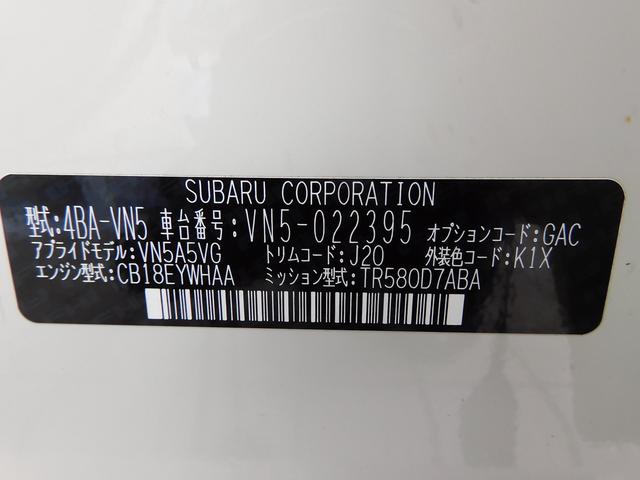 SUBARU CORPORATION
型式:4BA-VN5 車台番号:VN5-022395 オプションコード:GAC
アプライドモデル:VN5A5VG トリムコード:J20 外装色コード:K1X
エンジン型式:CB18EYWHAA ミッション型式:TR580D7ABA